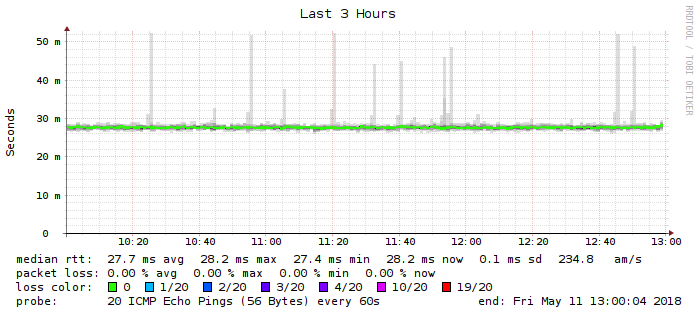 Last 3 Hours
RRDTOOL / TOBI OETIKER
Seconds
50 m
40 m
30 m
20 m
10 m
0
10:20 10:40 11:00 11:20 11:40 12:00 12:20 12:40 13:00
median rtt: 27.7 ms avg 28.2 ms max 27.4 ms min 28.2 ms now 0.1 ms sd 234.8 am/s
packet loss: 0.00 % avg 0.00 % max 0.00 % min 0.00 % now
loss color: 0 1/20 2/20 3/20 4/20 10/20 19/20
probe: 20 ICMP Echo Pings (56 Bytes) every 60s end: Fri May 11 13:00:04 2018